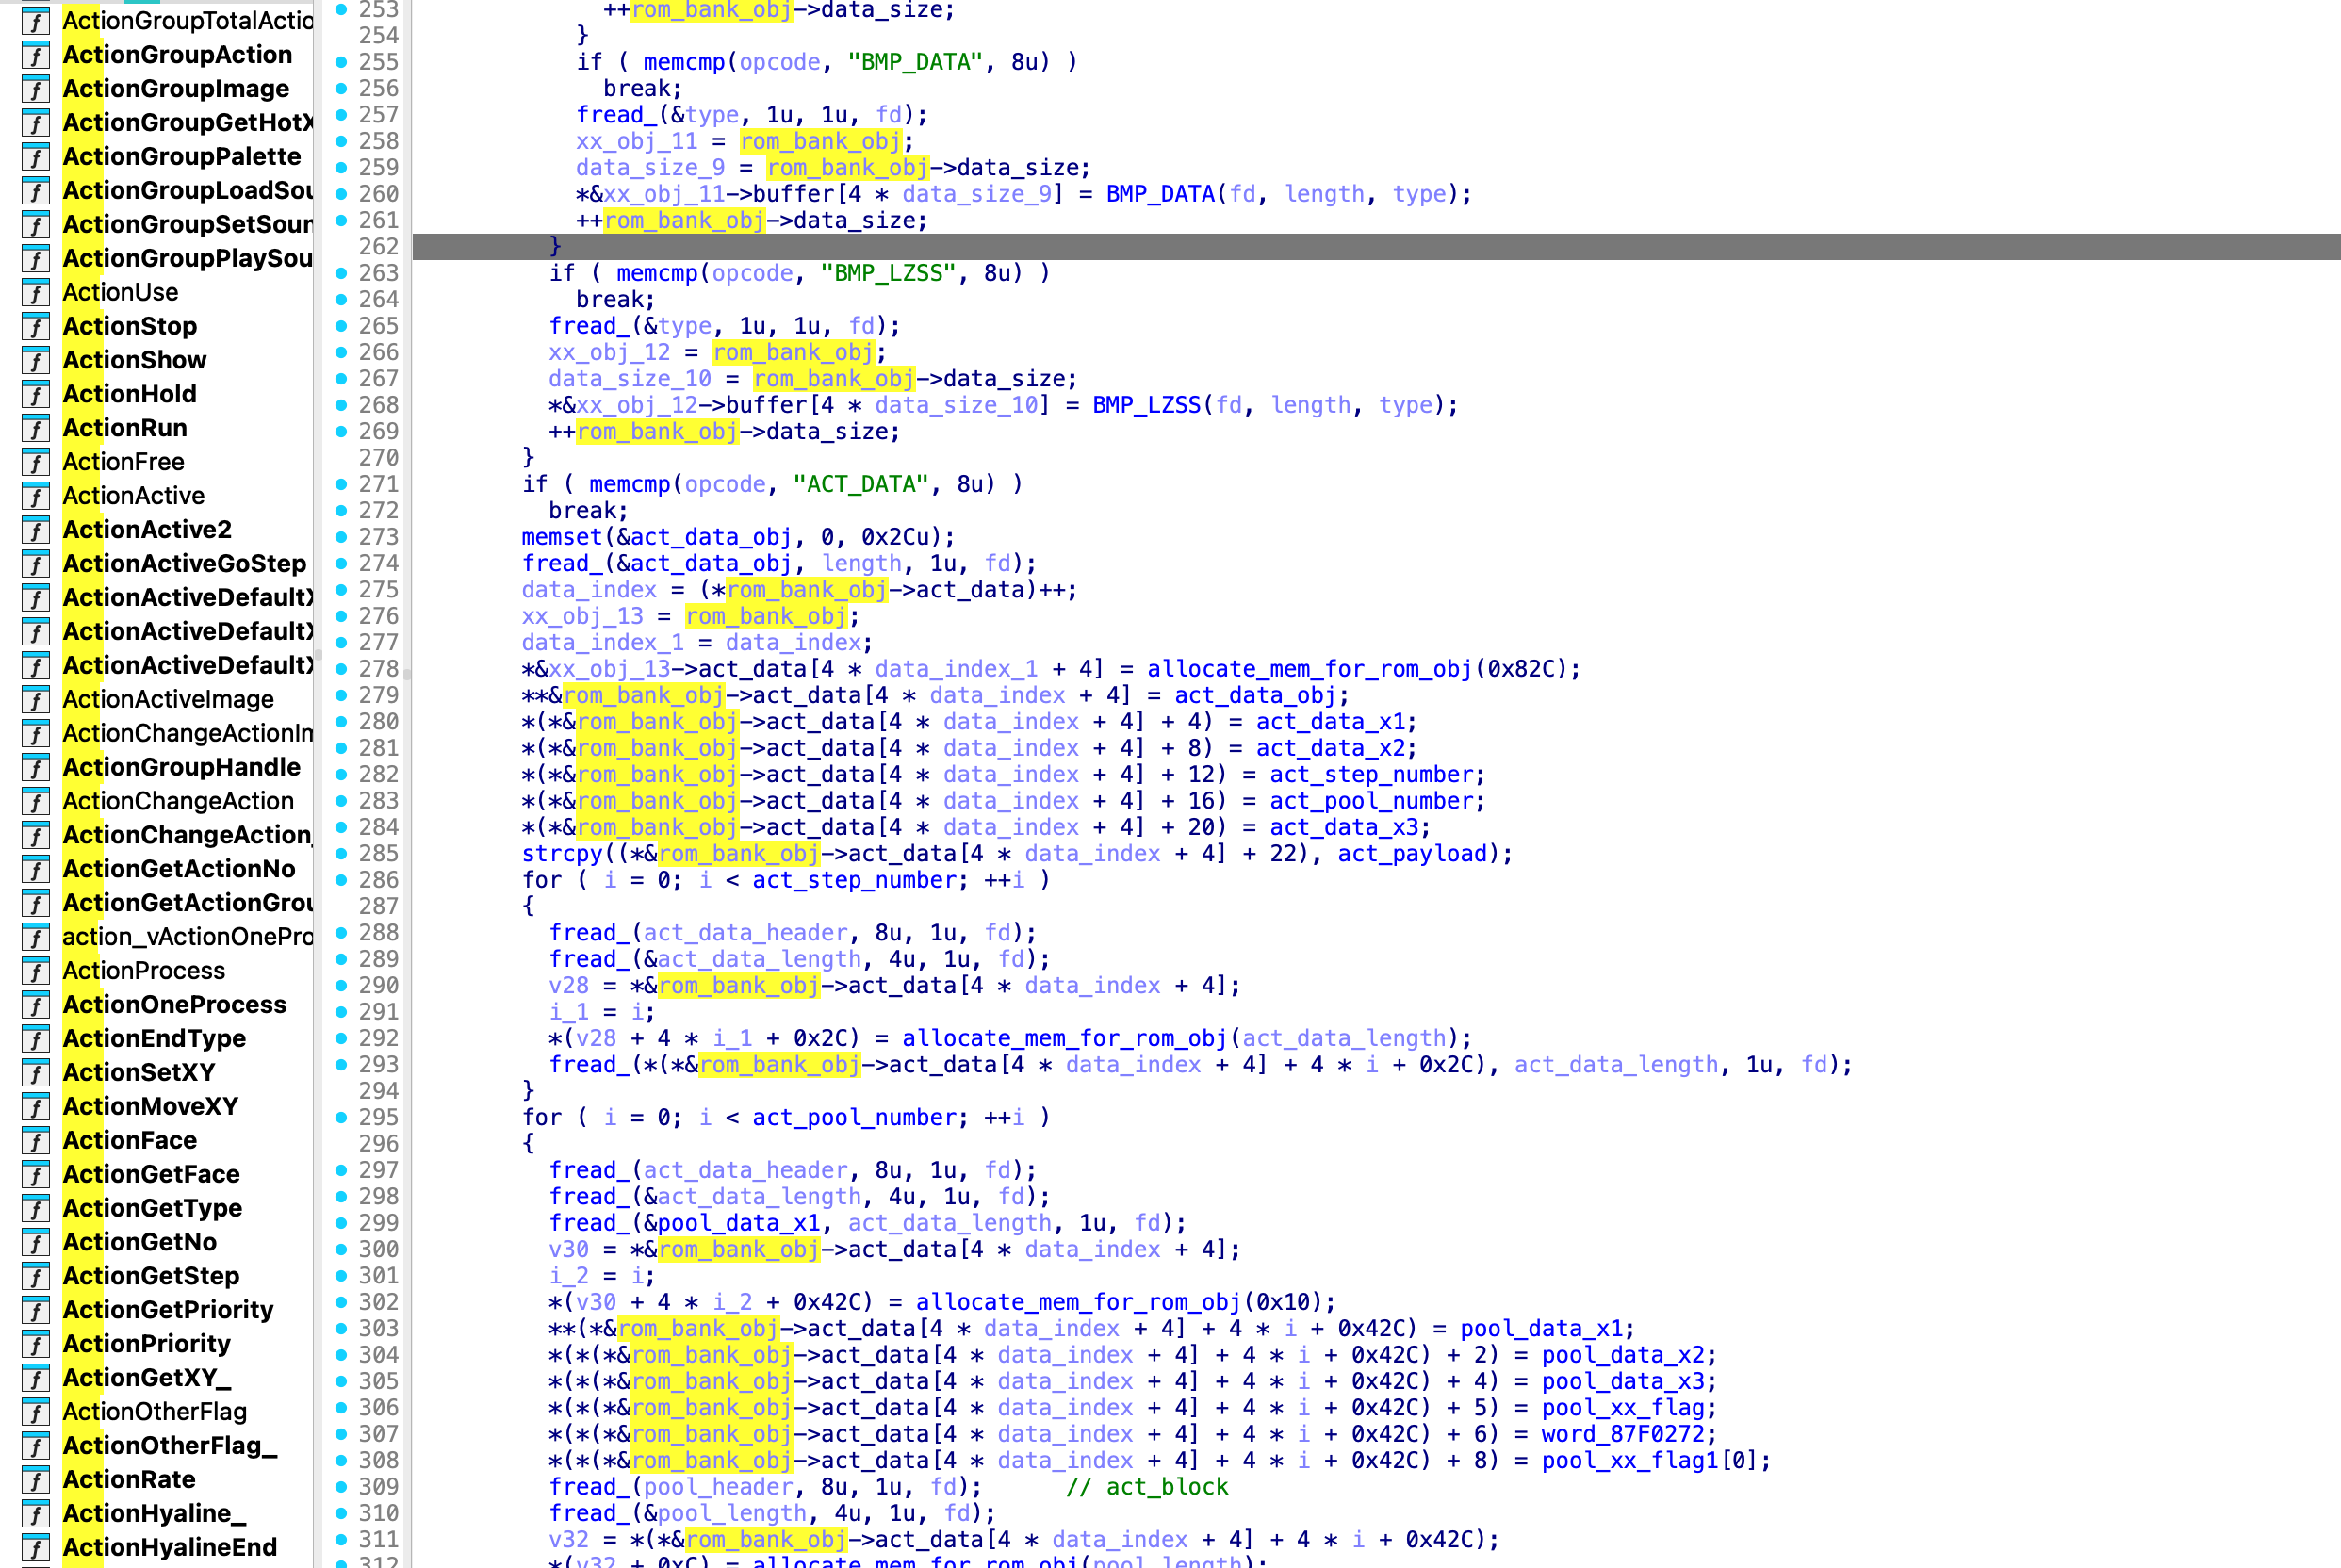 ActionGroupTotalActio
ActionGroupAction
ActionGroupImage
ActionGroupGetHotX
ActionGroupPalette
ActionGroupLoadSou
ActionGroupSetSoun
ActionGroupPlaySou
ActionUse
ActionStop
ActionShow
ActionHold
ActionRun
ActionFree
ActionActive
ActionActive2
ActionActiveGoStep
ActionActiveDefaultX
ActionActiveDefaultX
ActionActiveDefaultX
ActionActiveImage
ActionChangeActionIm
ActionGroupHandle
ActionChangeAction
ActionChangeAction_
ActionGetActionNo
ActionGetActionGrou
action_vActionOnePro
ActionProcess
ActionOneProcess
ActionEndType
ActionSetXY
ActionMoveXY
ActionFace
ActionGetFace
ActionGetType
ActionGetNo
ActionGetStep
ActionGetPriority
ActionPriority
ActionGetXY_
ActionOtherFlag
ActionOtherFlag_
ActionRate
ActionHyaline_
ActionHyalineEnd
253 ++rom_bank_obj->data_size;
254 }
255 if ( memcmp(opcode, "BMP_DATA", 8u) )
256 break;
257 fread_(&type, 1u, 1u, fd);
258 xx_obj_11 = rom_bank_obj;
259 data_size_9 = rom_bank_obj->data_size;
260 *&xx_obj_11->buffer[4 * data_size_9] = BMP_DATA(fd, length, type);
261 ++rom_bank_obj->data_size;
262 }
263 if ( memcmp(opcode, "BMP_LZSS", 8u) )
264 break;
265 fread_(&type, 1u, 1u, fd);
266 xx_obj_12 = rom_bank_obj;
267 data_size_10 = rom_bank_obj->data_size;
268 *&xx_obj_12->buffer[4 * data_size_10] = BMP_LZSS(fd, length, type);
269 ++rom_bank_obj->data_size;
270 }
271 if ( memcmp(opcode, "ACT_DATA", 8u) )
272 break;
273 memset(&act_data_obj, 0, 0x2Cu);
274 fread_(&act_data_obj, length, 1u, fd);
275 data_index = (*rom_bank_obj->act_data)++;
276 xx_obj_13 = rom_bank_obj;
277 data_index_1 = data_index;
278 *&xx_obj_13->act_data[4 * data_index_1 + 4] = allocate_mem_for_rom_obj(0x82C);
279 **&rom_bank_obj->act_data[4 * data_index + 4] = act_data_obj;
280 *(*&rom_bank_obj->act_data[4 * data_index + 4] + 4) = act_data_x1;
281 *(*&rom_bank_obj->act_data[4 * data_index + 4] + 8) = act_data_x2;
282 *(*&rom_bank_obj->act_data[4 * data_index + 4] + 12) = act_step_number;
283 *(*&rom_bank_obj->act_data[4 * data_index + 4] + 16) = act_pool_number;
284 *(*&rom_bank_obj->act_data[4 * data_index + 4] + 20) = act_data_x3;
285 strcpy((*&rom_bank_obj->act_data[4 * data_index + 4] + 22), act_payload);
286 for ( i = 0; i < act_step_number; ++i )
287 {
288 fread_(act_data_header, 8u, 1u, fd);
289 fread_(&act_data_length, 4u, 1u, fd);
290 v28 = *&rom_bank_obj->act_data[4 * data_index + 4];
291 i_1 = i;
292 *(v28 + 4 * i_1 + 0x2C) = allocate_mem_for_rom_obj(act_data_length);
293 fread_(*(*&rom_bank_obj->act_data[4 * data_index + 4] + 4 * i + 0x2C), act_data_length, 1u, fd);
294 }
295 for ( i = 0; i < act_pool_number; ++i )
296 {
297 fread_(act_data_header, 8u, 1u, fd);
298 fread_(&act_data_length, 4u, 1u, fd);
299 fread_(&pool_data_x1, act_data_length, 1u, fd);
300 v30 = *&rom_bank_obj->act_data[4 * data_index + 4];
301 i_2 = i;
302 *(v30 + 4 * i_2 + 0x42C) = allocate_mem_for_rom_obj(0x10);
303 **(*&rom_bank_obj->act_data[4 * data_index + 4] + 4 * i + 0x42C) = pool_data_x1;
304 *(*(*&rom_bank_obj->act_data[4 * data_index + 4] + 4 * i + 0x42C) + 2) = pool_data_x2;
305 *(*(*&rom_bank_obj->act_data[4 * data_index + 4] + 4 * i + 0x42C) + 4) = pool_data_x3;
306 *(*(*&rom_bank_obj->act_data[4 * data_index + 4] + 4 * i + 0x42C) + 5) = pool_xx_flag;
307 *(*(*&rom_bank_obj->act_data[4 * data_index + 4] + 4 * i + 0x42C) + 6) = word_87F0272;
308 *(*(*&rom_bank_obj->act_data[4 * data_index + 4] + 4 * i + 0x42C) + 8) = pool_xx_flag1[0];
309 fread_(pool_header, 8u, 1u, fd); // act_block
310 fread_(&pool_length, 4u, 1u, fd);
311 v32 = *(*&rom_bank_obj->act_data[4 * data_index + 4] + 4 * i + 0x42C);
312 *(v32 + 0xC) = allocate_mem_for_rom_obj(pool_length);